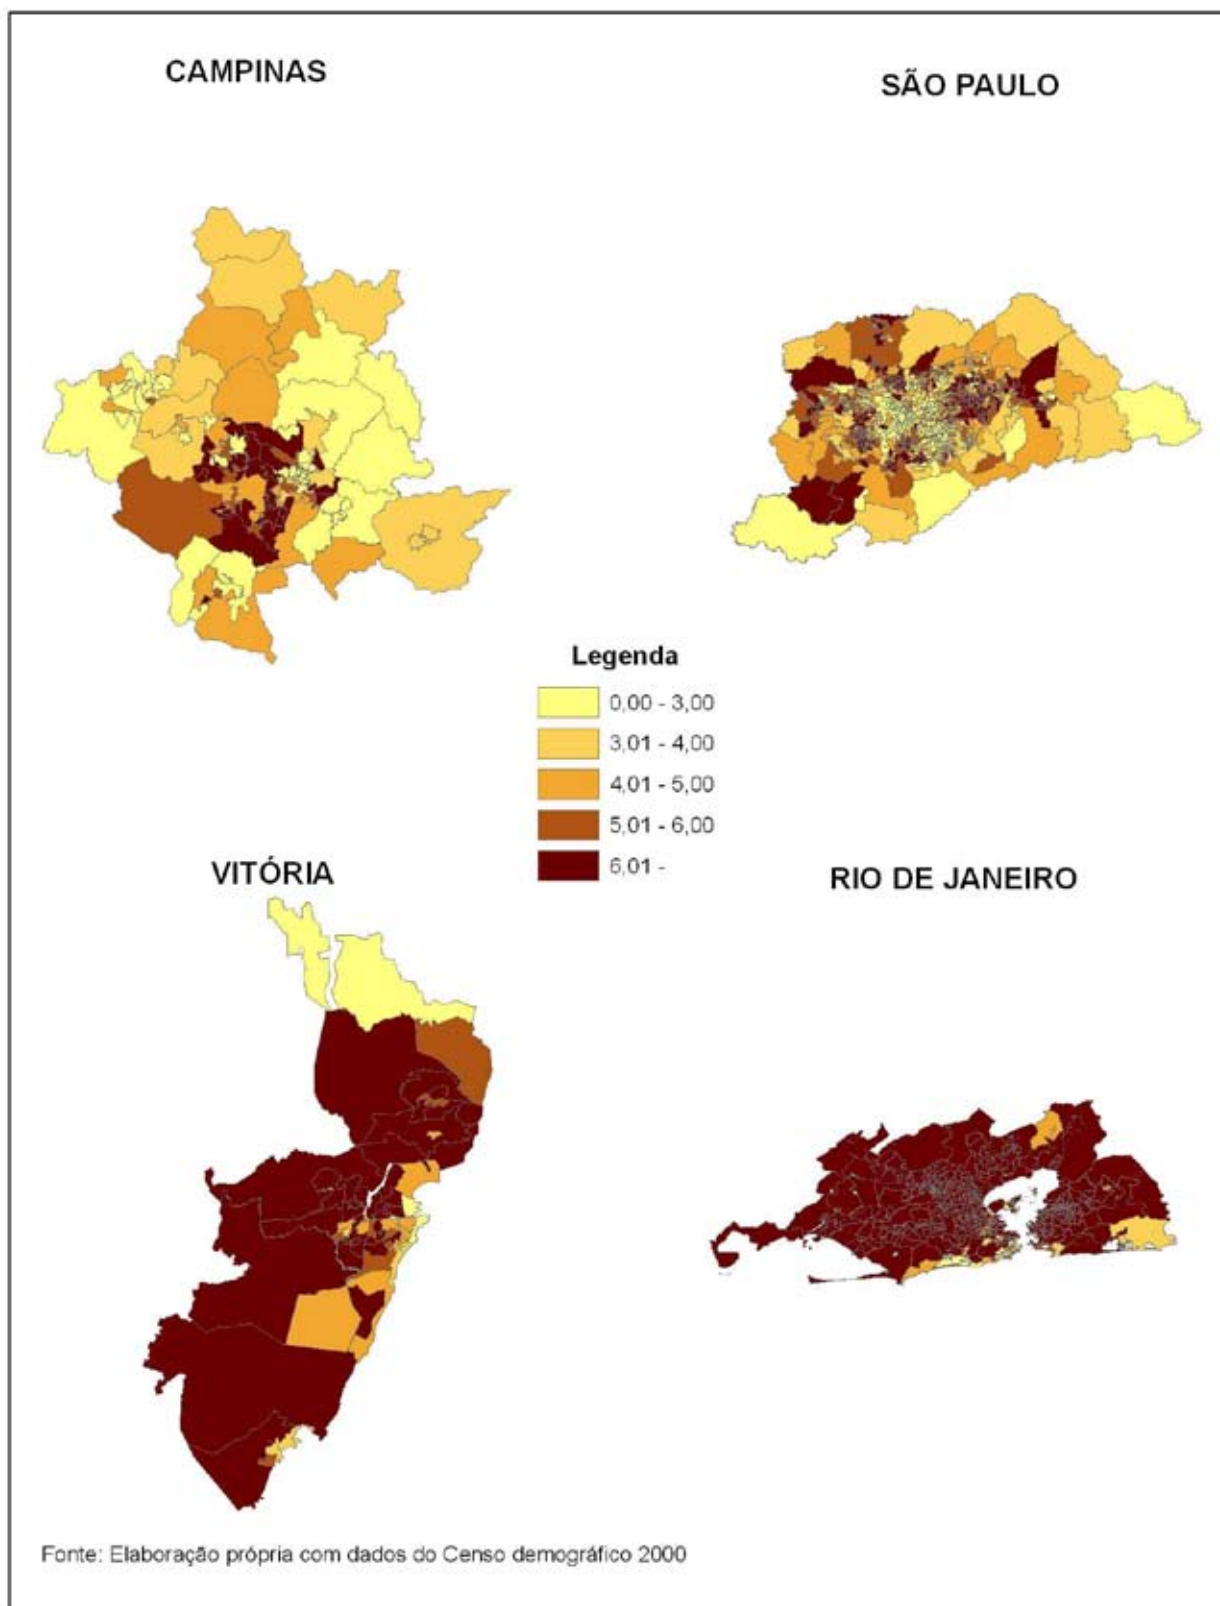 CAMPINAS
SÃO PAULO
Legenda
0,00 - 3,00
3,01 - 4,00
4,01 - 5,00
5,01 - 6,00
6,01 -
VITÓRIA
RIO DE JANEIRO
Fonte: Elaboração própria com dados do Censo demográfico 2000